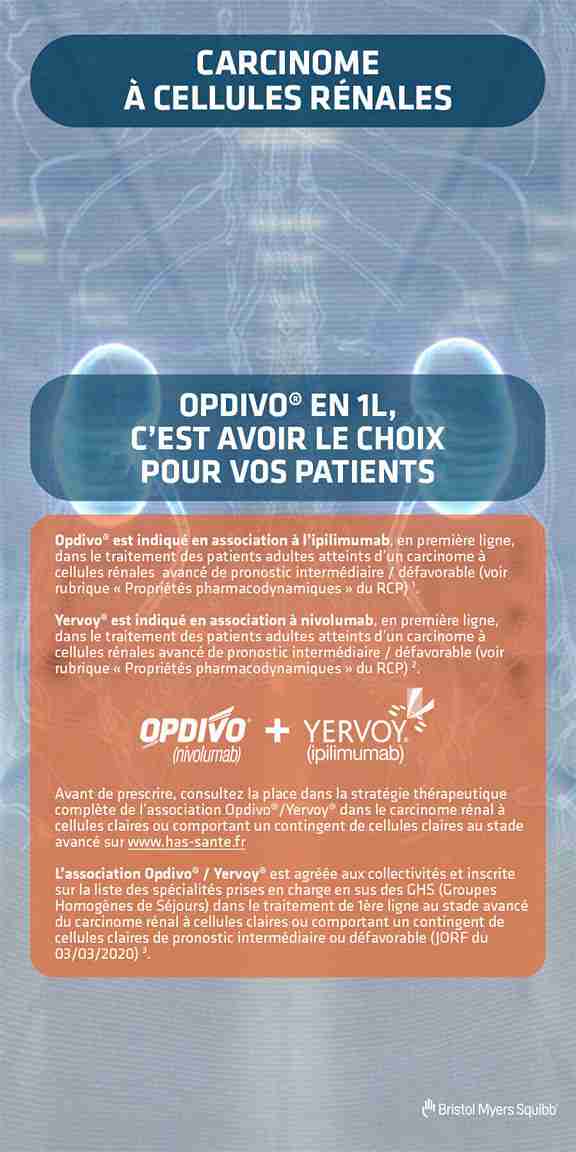 CARCINOME
À CELLULES RÉNALES
OPDIVO® EN 1L,
C'EST AVOIR LE CHOIX
POUR VOS PATIENTS
Opdivo® est indiqué en association à l'ipilimumab, en première ligne,
dans le traitement des patients adultes atteints d'un carcinome à
cellules rénales avancé de pronostic intermédiaire / défavorable (voir
rubrique « Propriétés pharmacodynamiques » du RCP) 1.
Yervoy® est indiqué en association à nivolumab, en première ligne,
dans le traitement des patients adultes atteints d'un carcinome à
cellules rénales avancé de pronostic intermédiaire / défavorable (voir
rubrique « Propriétés pharmacodynamiques » du RCP) 2.
OPDIVO® + YERVOY®
(nivolumab) (ipilimumab)
Avant de prescrire, consultez la place dans la stratégie thérapeutique
complète de l'association Opdivo®/Yervoy® dans le carcinome rénal à
cellules claires ou comportant un contingent de cellules claires au stade
avancé sur www.has-sante.fr
L'association Opdivo® / Yervoy® est agréée aux collectivités et inscrite
sur la liste des spécialités prises en charge en sus des GHS (Groupes
Homogènes de Séjours) dans le traitement de 1ère ligne au stade avancé
du carcinome rénal à cellules claires ou comportant un contingent de
cellules claires de pronostic intermédiaire ou défavorable (JORF du
03/03/2020) 3.
Bristol Myers Squibb®